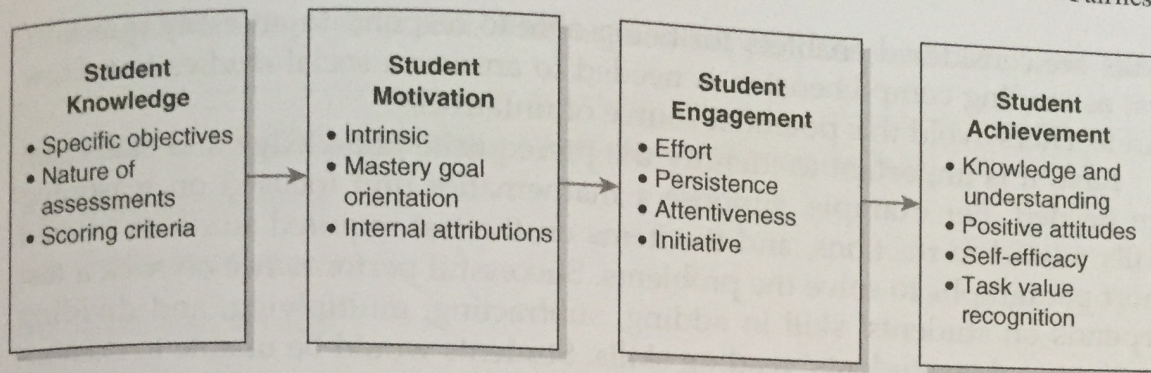 Student
Knowledge
• Specific objectives
• Nature of
assessments
• Scoring criteria
Student
Motivation
• Intrinsic
• Mastery goal
orientation
• Internal attributions
Student
Engagement
• Effort
• Persistence
• Attentiveness
• Initiative
Student
Achievement
• Knowledge and
understanding
• Positive attitudes
• Self-efficacy
• Task value
recognition